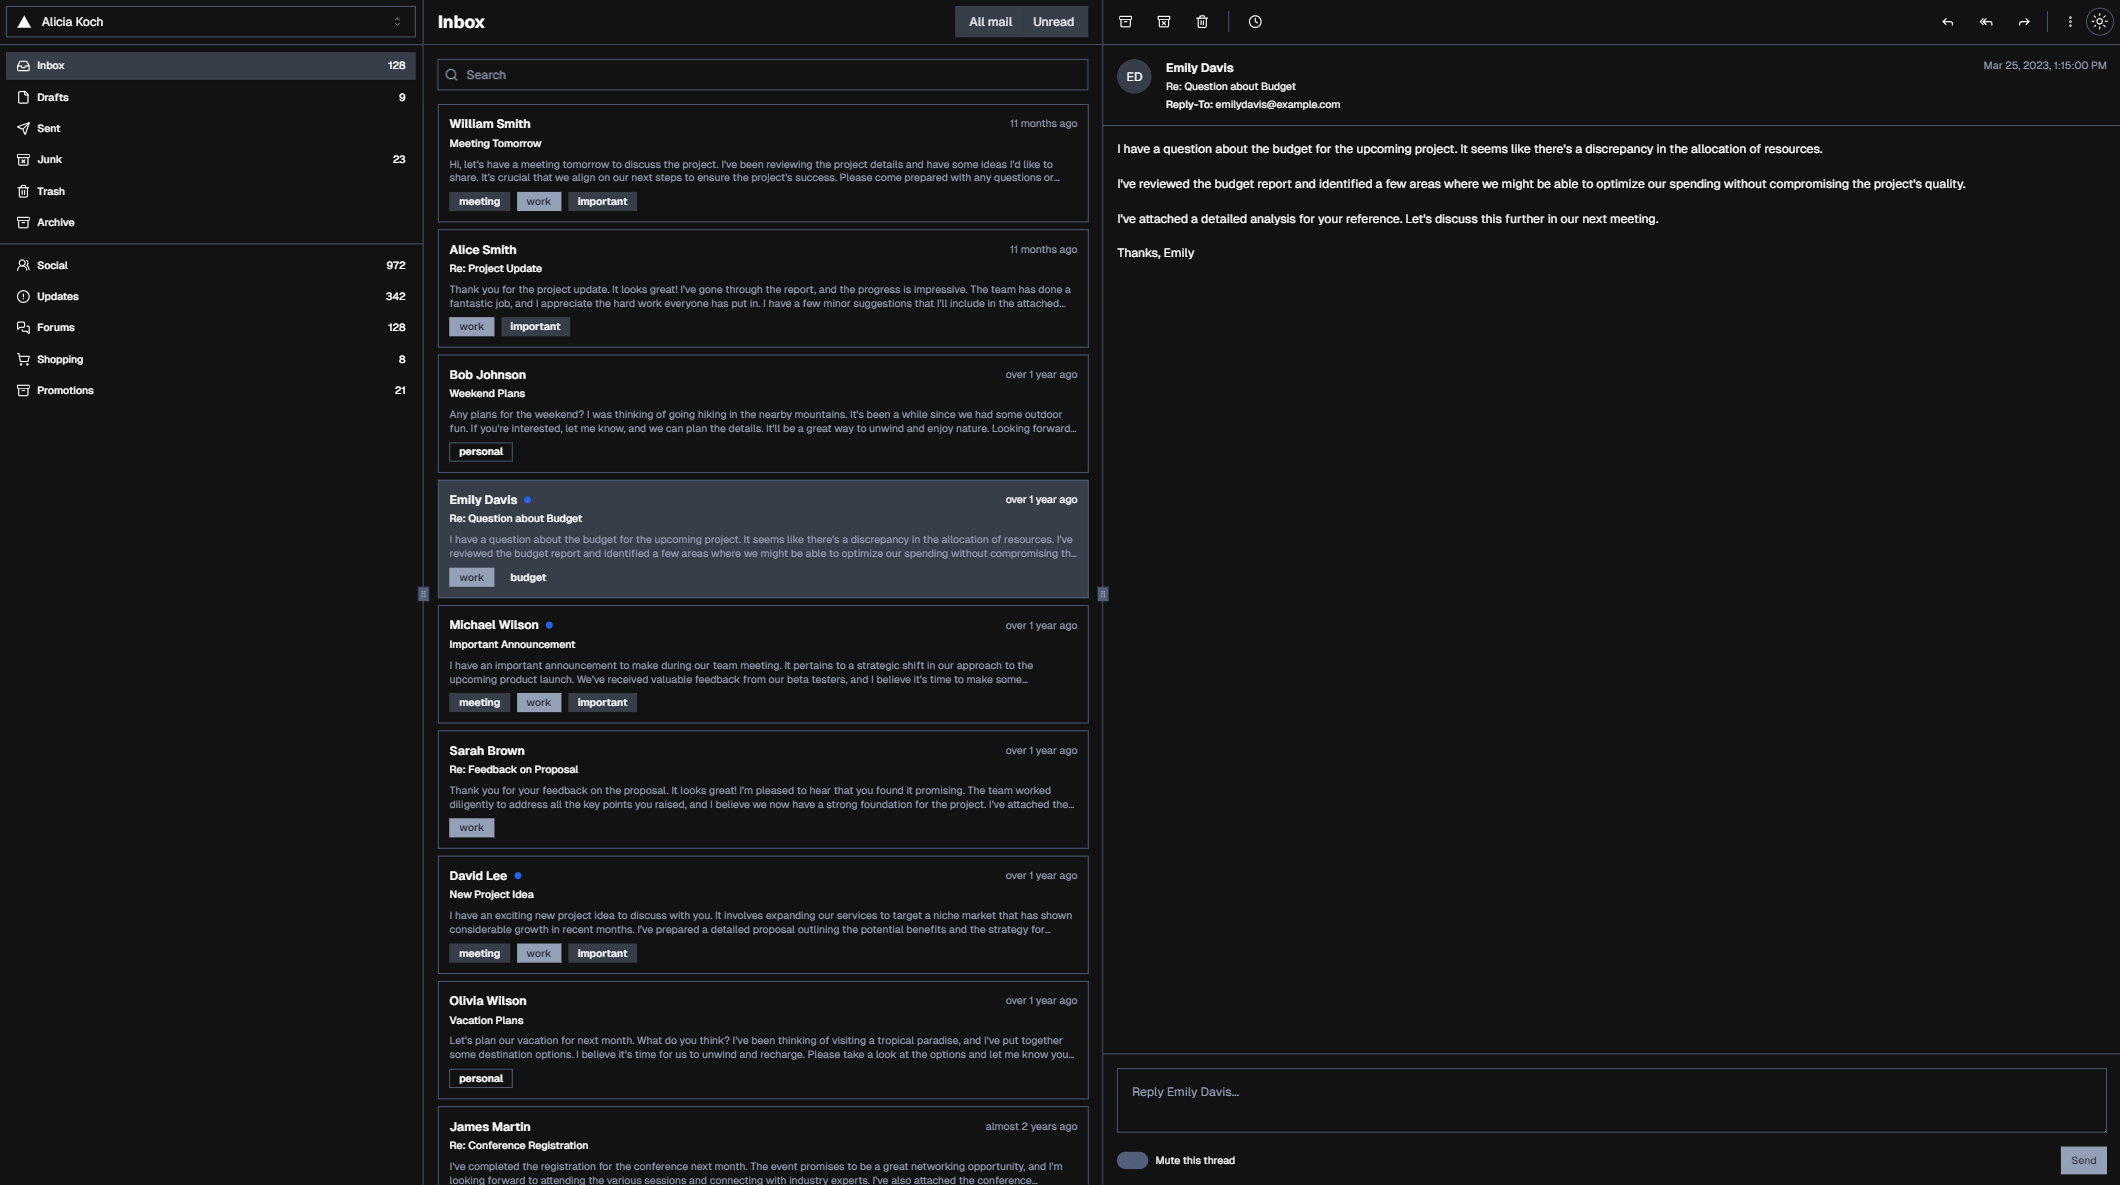 Alicia Koch
Inbox 128
Drafts 9
Sent
Junk 23
Trash
Archive
Social 972
Updates 342
Forums 128
Shopping 8
Promotions 21
Inbox
All mail Unread
Search
William Smith 11 months ago
Meeting Tomorrow
Hi, let's have a meeting tomorrow to discuss the project. I've been reviewing the project details and have some ideas I'd like to
share. It's crucial that we align on our next steps to ensure the project's success. Please come prepared with any questions or…
meeting work important
Alice Smith 11 months ago
Re: Project Update
Thank you for the project update. It looks great! I've gone through the report, and the progress is impressive. The team has done a
fantastic job, and I appreciate the hard work everyone has put in. I have a few minor suggestions that I'll include in the attached…
work important
Bob Johnson over 1 year ago
Weekend Plans
Any plans for the weekend? I was thinking of going hiking in the nearby mountains. It's been a while since we had some outdoor
fun. If you're interested, let me know, and we can plan the details. It'll be a great way to unwind and enjoy nature. Looking forward…
personal
Emily Davis over 1 year ago
Re: Question about Budget
I have a question about the budget for the upcoming project. It seems like there's a discrepancy in the allocation of resources. I've
reviewed the budget report and identified a few areas where we might be able to optimize our spending without compromising th…
work budget
Michael Wilson over 1 year ago
Important Announcement
I have an important announcement to make during our team meeting. It pertains to a strategic shift in our approach to the
upcoming product launch. We've received valuable feedback from our beta testers, and I believe it's time to make some…
meeting work important
Sarah Brown over 1 year ago
Re: Feedback on Proposal
Thank you for your feedback on the proposal. It looks great! I'm pleased to hear that you found it promising. The team worked
diligently to address all the key points you raised, and I believe we now have a strong foundation for the project. I've attached the…
work
David Lee over 1 year ago
New Project Idea
I have an exciting new project idea to discuss with you. It involves expanding our services to target a niche market that has shown
considerable growth in recent months. I've prepared a detailed proposal outlining the potential benefits and the strategy for…
meeting work important
Olivia Wilson over 1 year ago
Vacation Plans
Let's plan our vacation for next month. What do you think? I've been thinking of visiting a tropical paradise, and I've put together
some destination options. I believe it's time for us to unwind and recharge. Please take a look at the options and let me know you…
personal
James Martin almost 2 years ago
Re: Conference Registration
I've completed the registration for the conference next month. The event promises to be a great networking opportunity, and I'm
looking forward to attending the various sessions and connecting with industry experts. I've also attached the conference…
ED
Emily Davis Mar 25, 2023, 1:15:00 PM
Re: Question about Budget
Reply-To: emilydavis@example.com
I have a question about the budget for the upcoming project. It seems like there's a discrepancy in the allocation of resources.
I've reviewed the budget report and identified a few areas where we might be able to optimize our spending without compromising the project's quality.
I've attached a detailed analysis for your reference. Let's discuss this further in our next meeting.
Thanks, Emily
Reply Emily Davis...
Mute this thread
Send